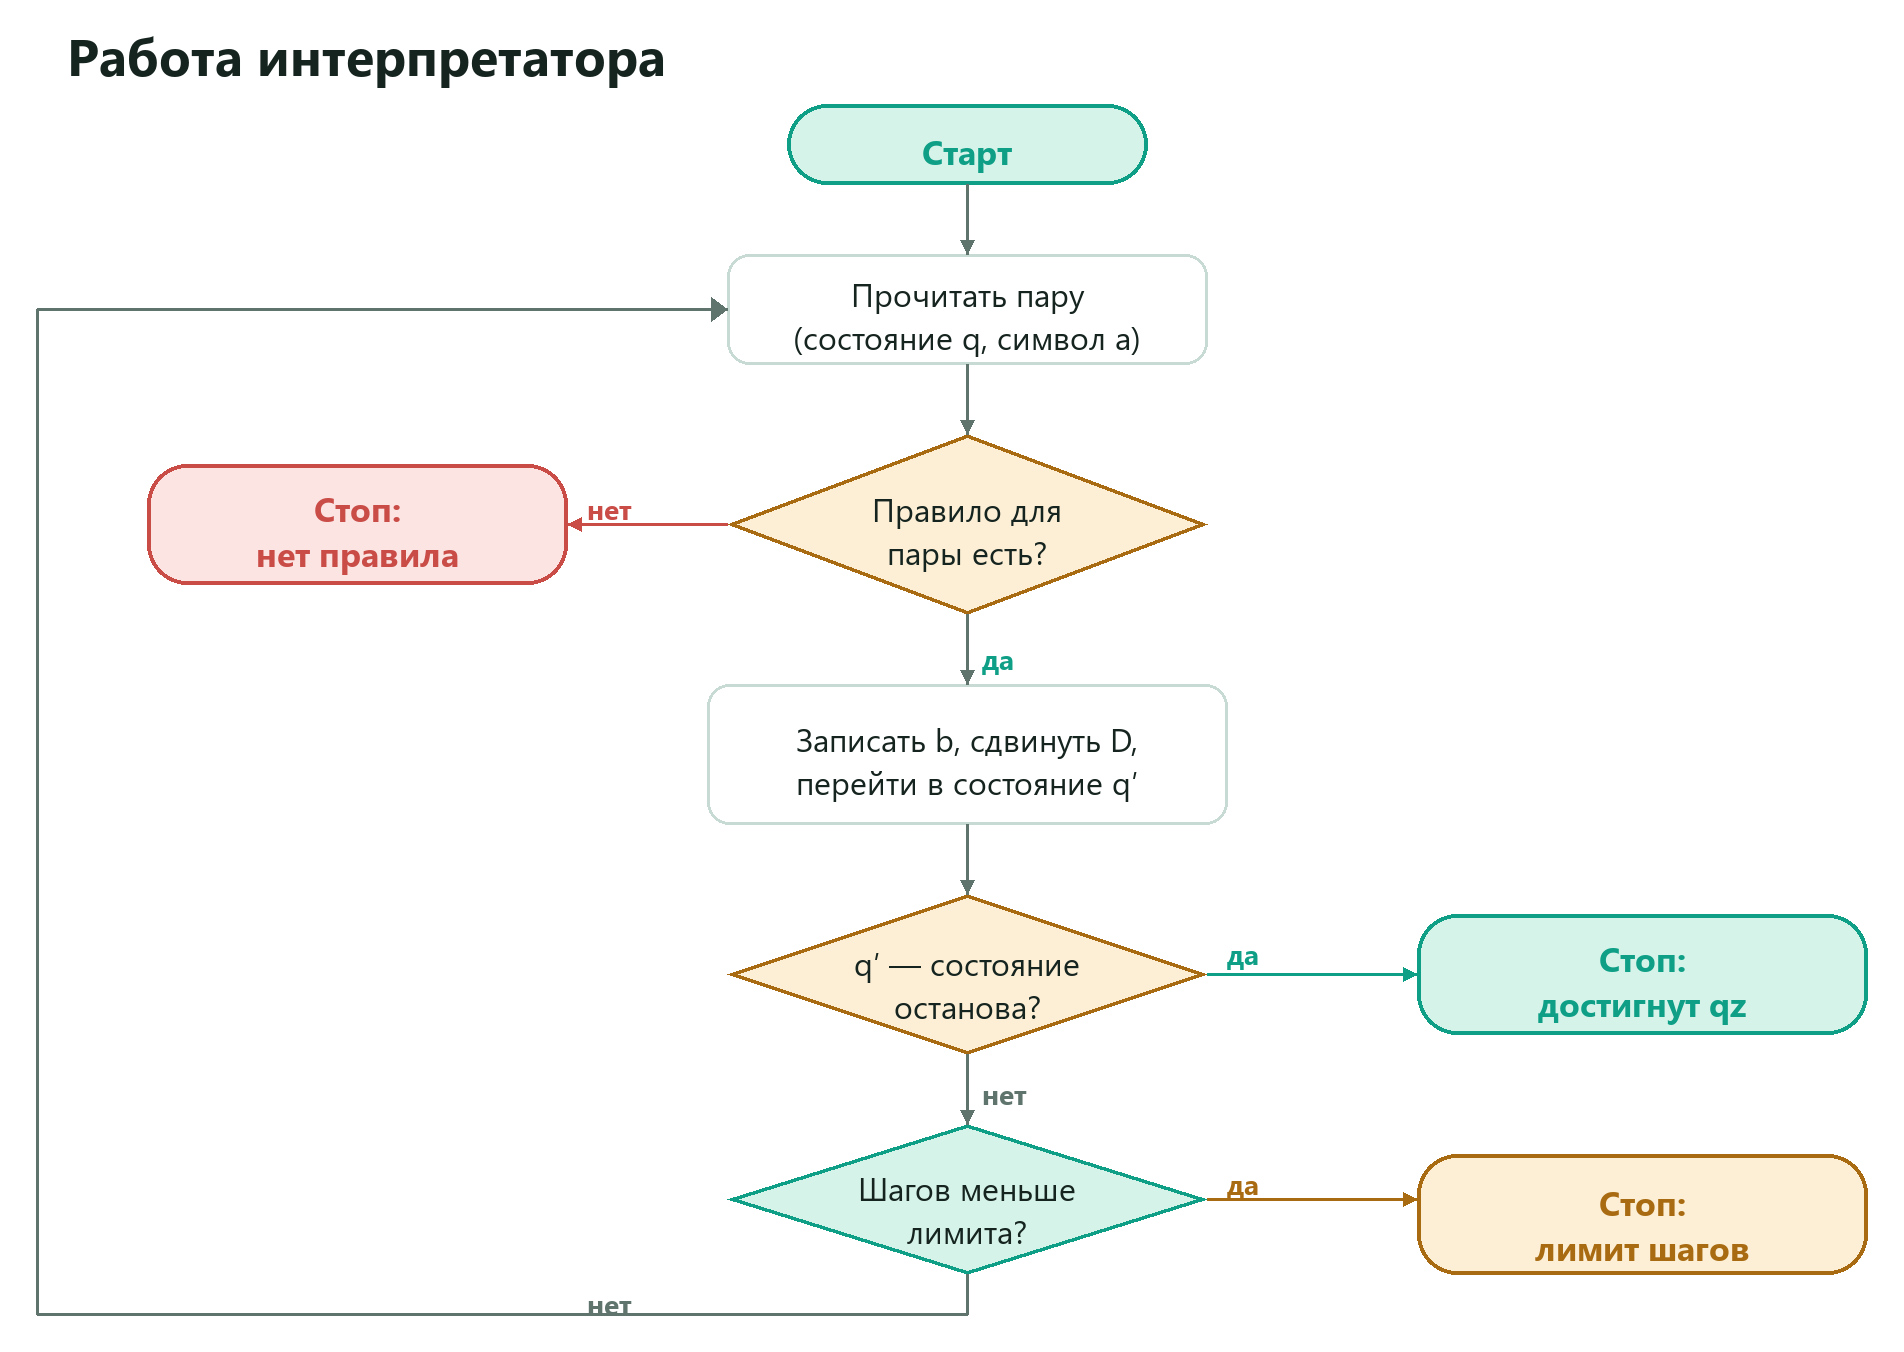 Работа интерпретатора
Старт
Прочитать пару
(состояние q, символ a)
Правило для
пары есть?
нет
Стоп:
нет правила
да
Записать b, сдвинуть D,
перейти в состояние q′
q′ — состояние
останова?
да
Стоп:
достигнут qz
нет
Шагов меньше
лимита?
да
Стоп:
лимит шагов
нет